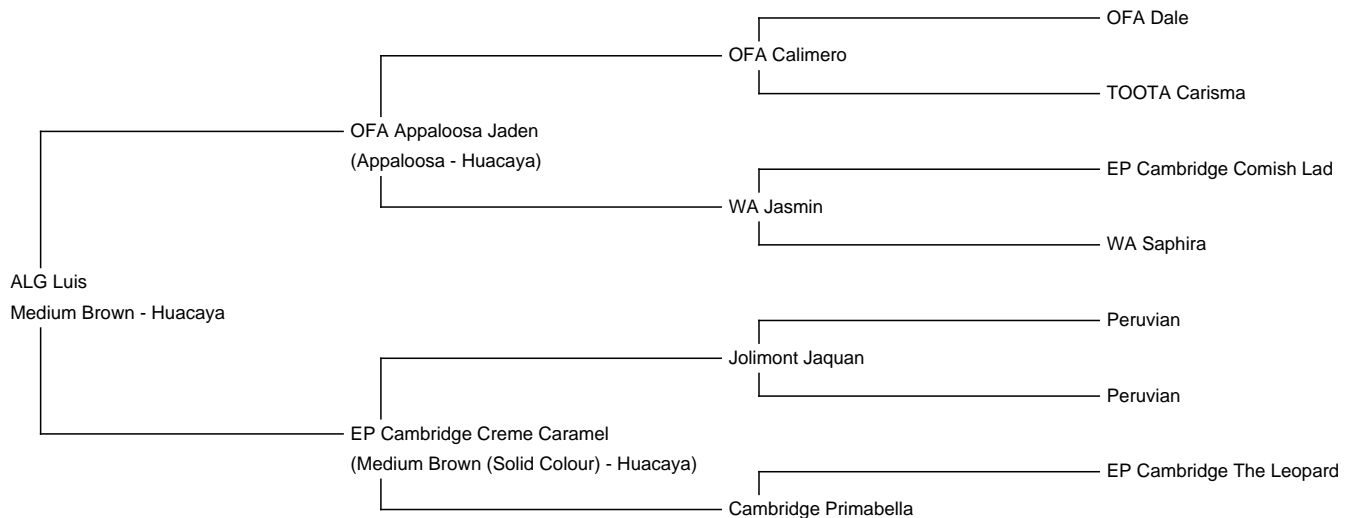 OFA Dale
OFA Calimero
TOOTA Carisma
OFA Appaloosa Jaden
(Appaloosa - Huacaya)
EP Cambridge Comish Lad
WA Jasmin
WA Saphira
ALG Luis
Medium Brown - Huacaya
Peruvian
Jolimont Jaquan
Peruvian
EP Cambridge Creme Caramel
(Medium Brown (Solid Colour) - Huacaya)
EP Cambridge The Leopard
Cambridge Primabella